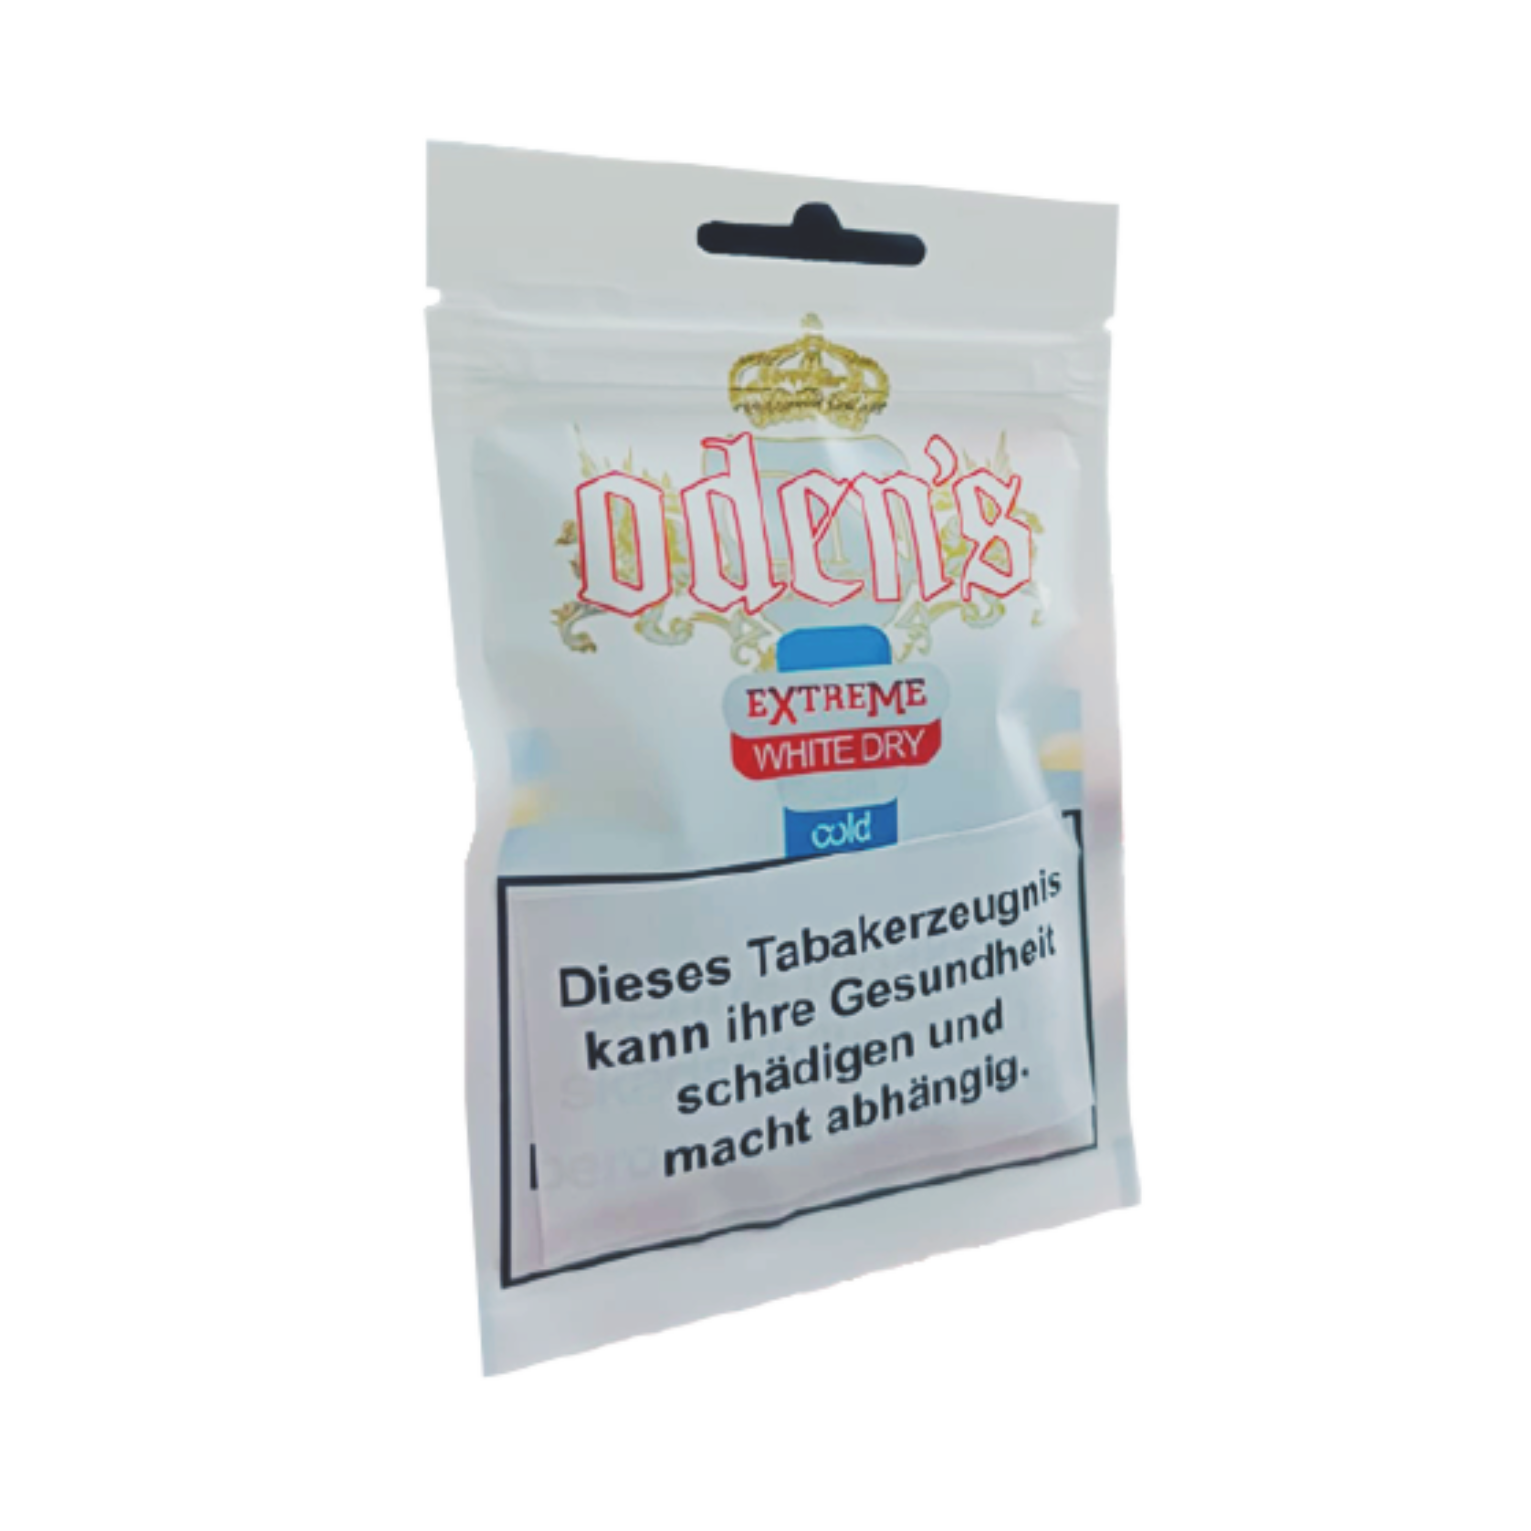 oden's
EXTREME
WHITE DRY
cold
Dieses Tabakerzeugnis
kann ihre Gesundheit
schädigen und
macht abhängig.